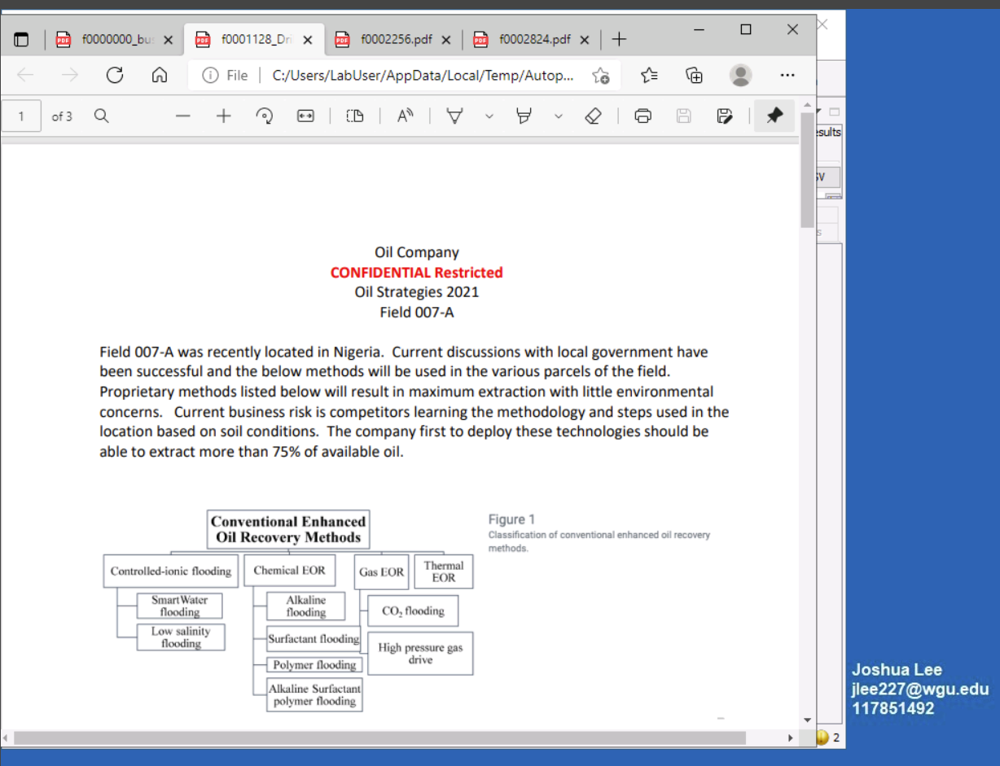 f0000000_bus
f0001128_Dri
f0002256.pdf
f0002824.pdf
File
C:/Users/LabUser/AppData/Local/Temp/Autop...
1
of 3
esults
SV
s
Oil Company
CONFIDENTIAL Restricted
Oil Strategies 2021
Field 007-A
Field 007-A was recently located in Nigeria. Current discussions with local government have
been successful and the below methods will be used in the various parcels of the field.
Proprietary methods listed below will result in maximum extraction with little environmental
concerns. Current business risk is competitors learning the methodology and steps used in the
location based on soil conditions. The company first to deploy these technologies should be
able to extract more than 75% of available oil.
Conventional Enhanced
Oil Recovery Methods
Figure 1
Classification of conventional enhanced oil recovery
methods.
Controlled-ionic flooding
SmartWater
flooding
Low salinity
flooding
Chemical EOR
Alkaline
flooding
Surfactant flooding
Polymer flooding
Alkaline Surfactant
polymer flooding
Gas EOR
CO₂ flooding
High pressure gas
drive
Thermal
EOR
Joshua Lee
jlee227@wgu.edu
117851492
2